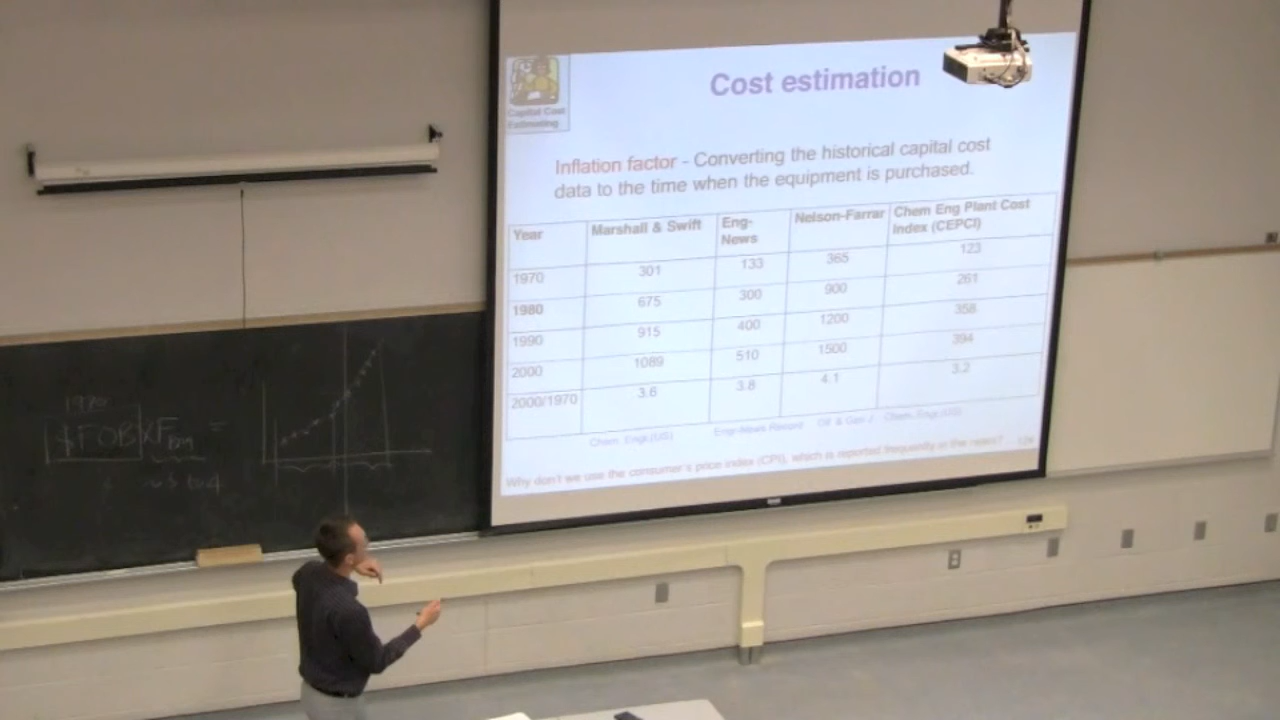 Capital Cost
Estimating
Cost estimation
Inflation factor - Converting the historical capital cost
data to the time when the equipment is purchased.
Year Marshall & Swift Eng-News Nelson-Farrar Chem Eng Plant Cost Index (CEPCI)
1970 301 133 365 123
1980 675 300 900 261
1990 915 400 1200 358
2000 1089 510 1500 394
2000/1970 3.6 3.8 4.1 3.2
Chem. Engr.(US) Engr-News Record Oil & Gas J Chem. Engr.(US)
Why don't we use the consumer's price index (CPI), which is reported frequently in the news?
1970
$FOB X F =